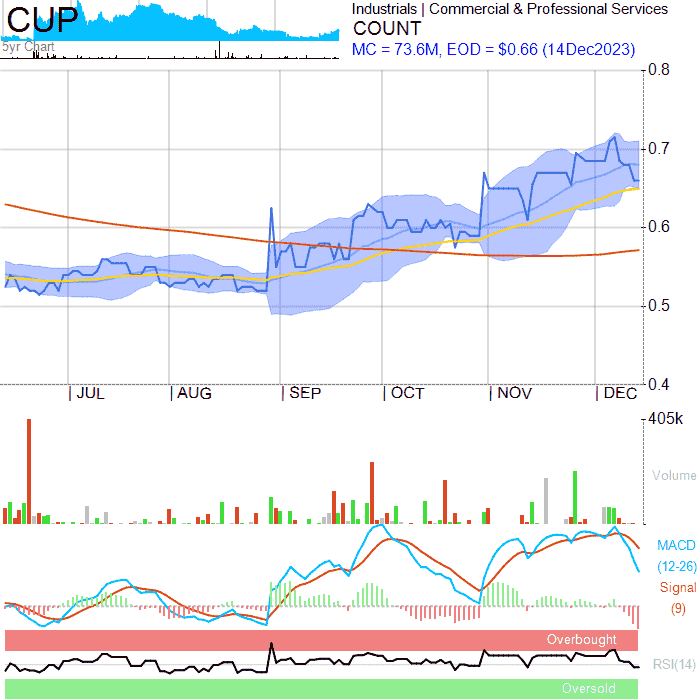 CUP
5yr Chart
Industrials | Commercial & Professional Services
COUNT
MC = 73.6M, EOD = $0.66 (14Dec2023)
0.8
0.7
0.6
0.5
0.4
JUL AUG SEP OCT NOV DEC
405k
Volume
MACD
(12-26)
Signal
(9)
Overbought
RSI(14)
Oversold